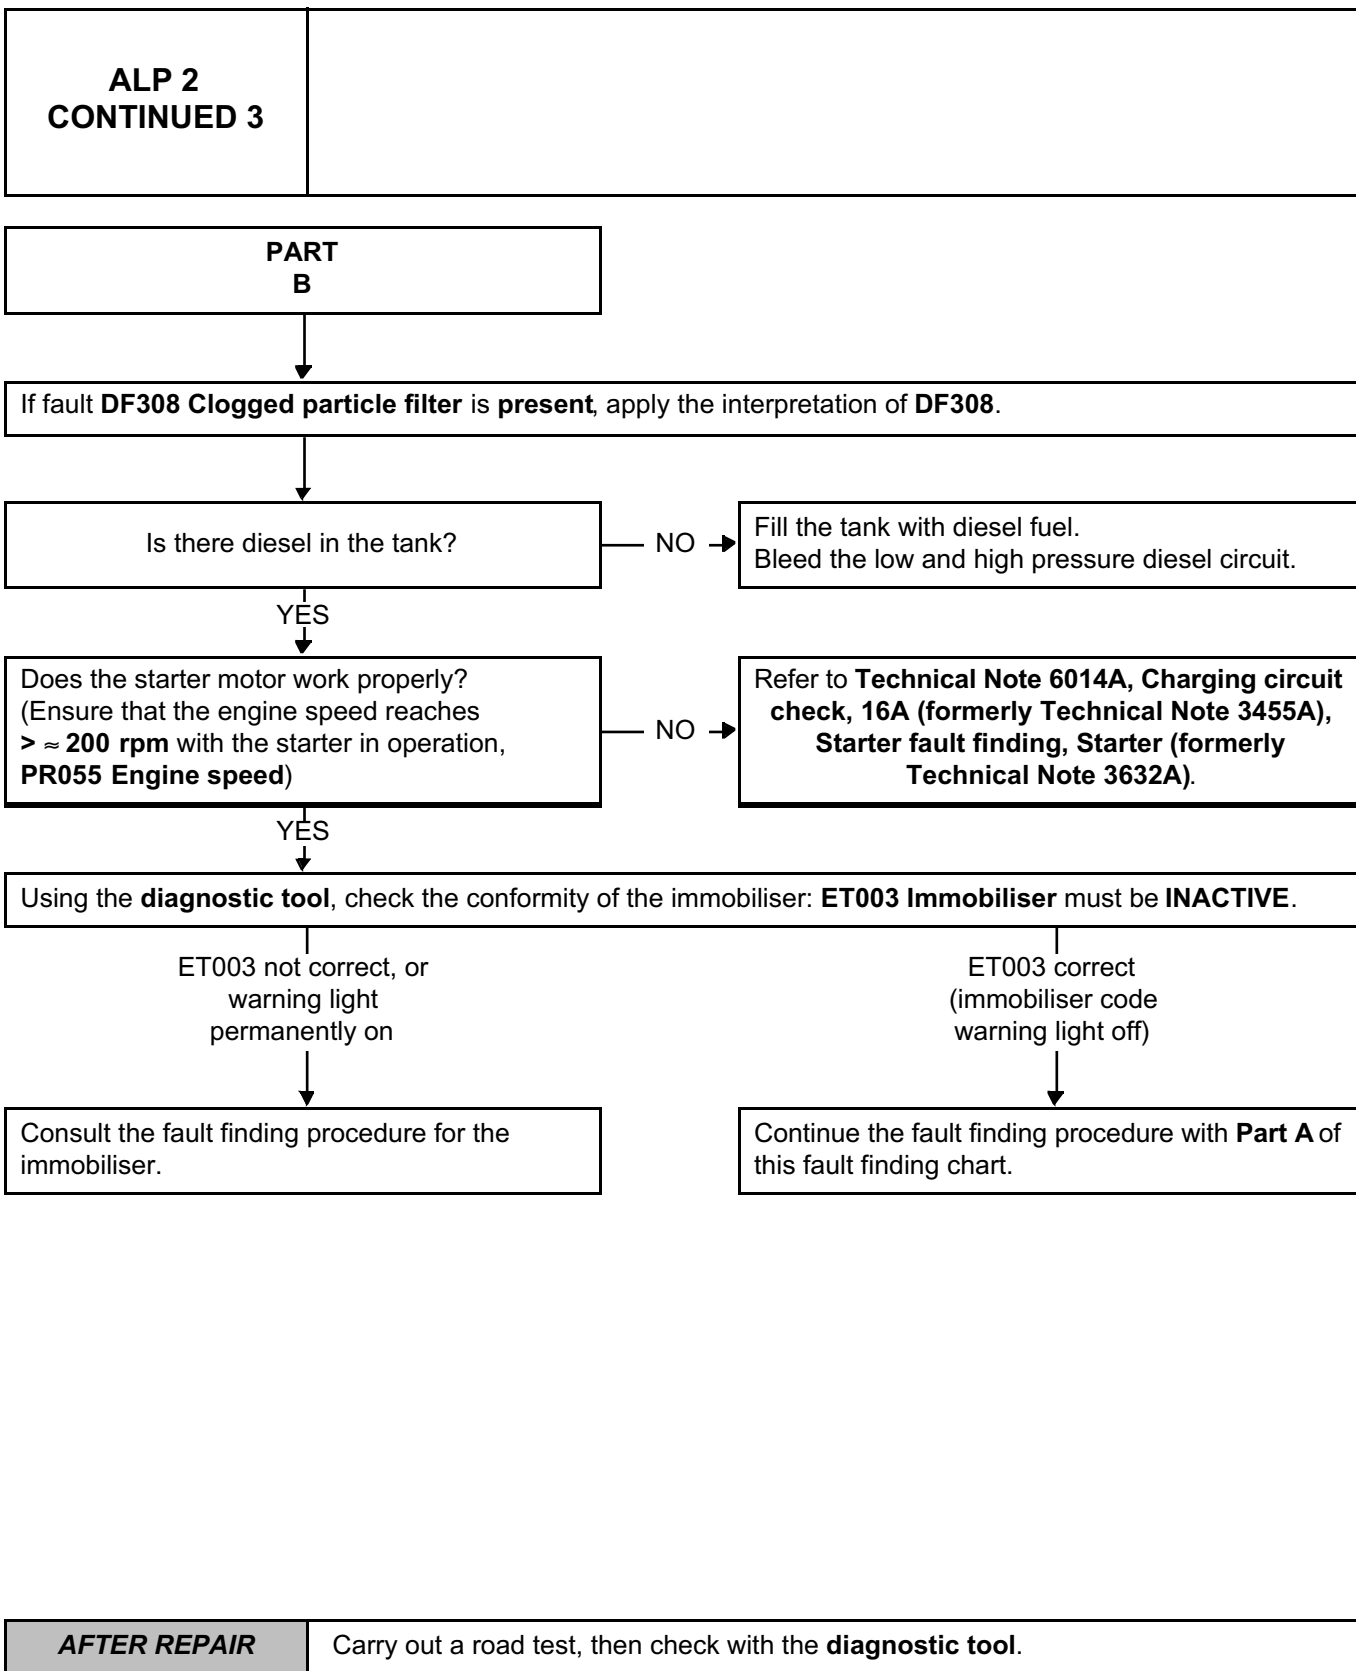 ALP 2
CONTINUED 3
PART
B
If fault DF308 Clogged particle filter is present, apply the interpretation of DF308.
Is there diesel in the tank?
NO
Fill the tank with diesel fuel.
Bleed the low and high pressure diesel circuit.
YES
Does the starter motor work properly?
(Ensure that the engine speed reaches
> ≈ 200 rpm with the starter in operation,
PR055 Engine speed)
NO
Refer to Technical Note 6014A, Charging circuit
check, 16A (formerly Technical Note 3455A),
Starter fault finding, Starter (formerly
Technical Note 3632A).
YES
Using the diagnostic tool, check the conformity of the immobiliser: ET003 Immobiliser must be INACTIVE.
ET003 not correct, or
warning light
permanently on
ET003 correct
(immobiliser code
warning light off)
Consult the fault finding procedure for the
immobiliser.
Continue the fault finding procedure with Part A of
this fault finding chart.
AFTER REPAIR
Carry out a road test, then check with the diagnostic tool.